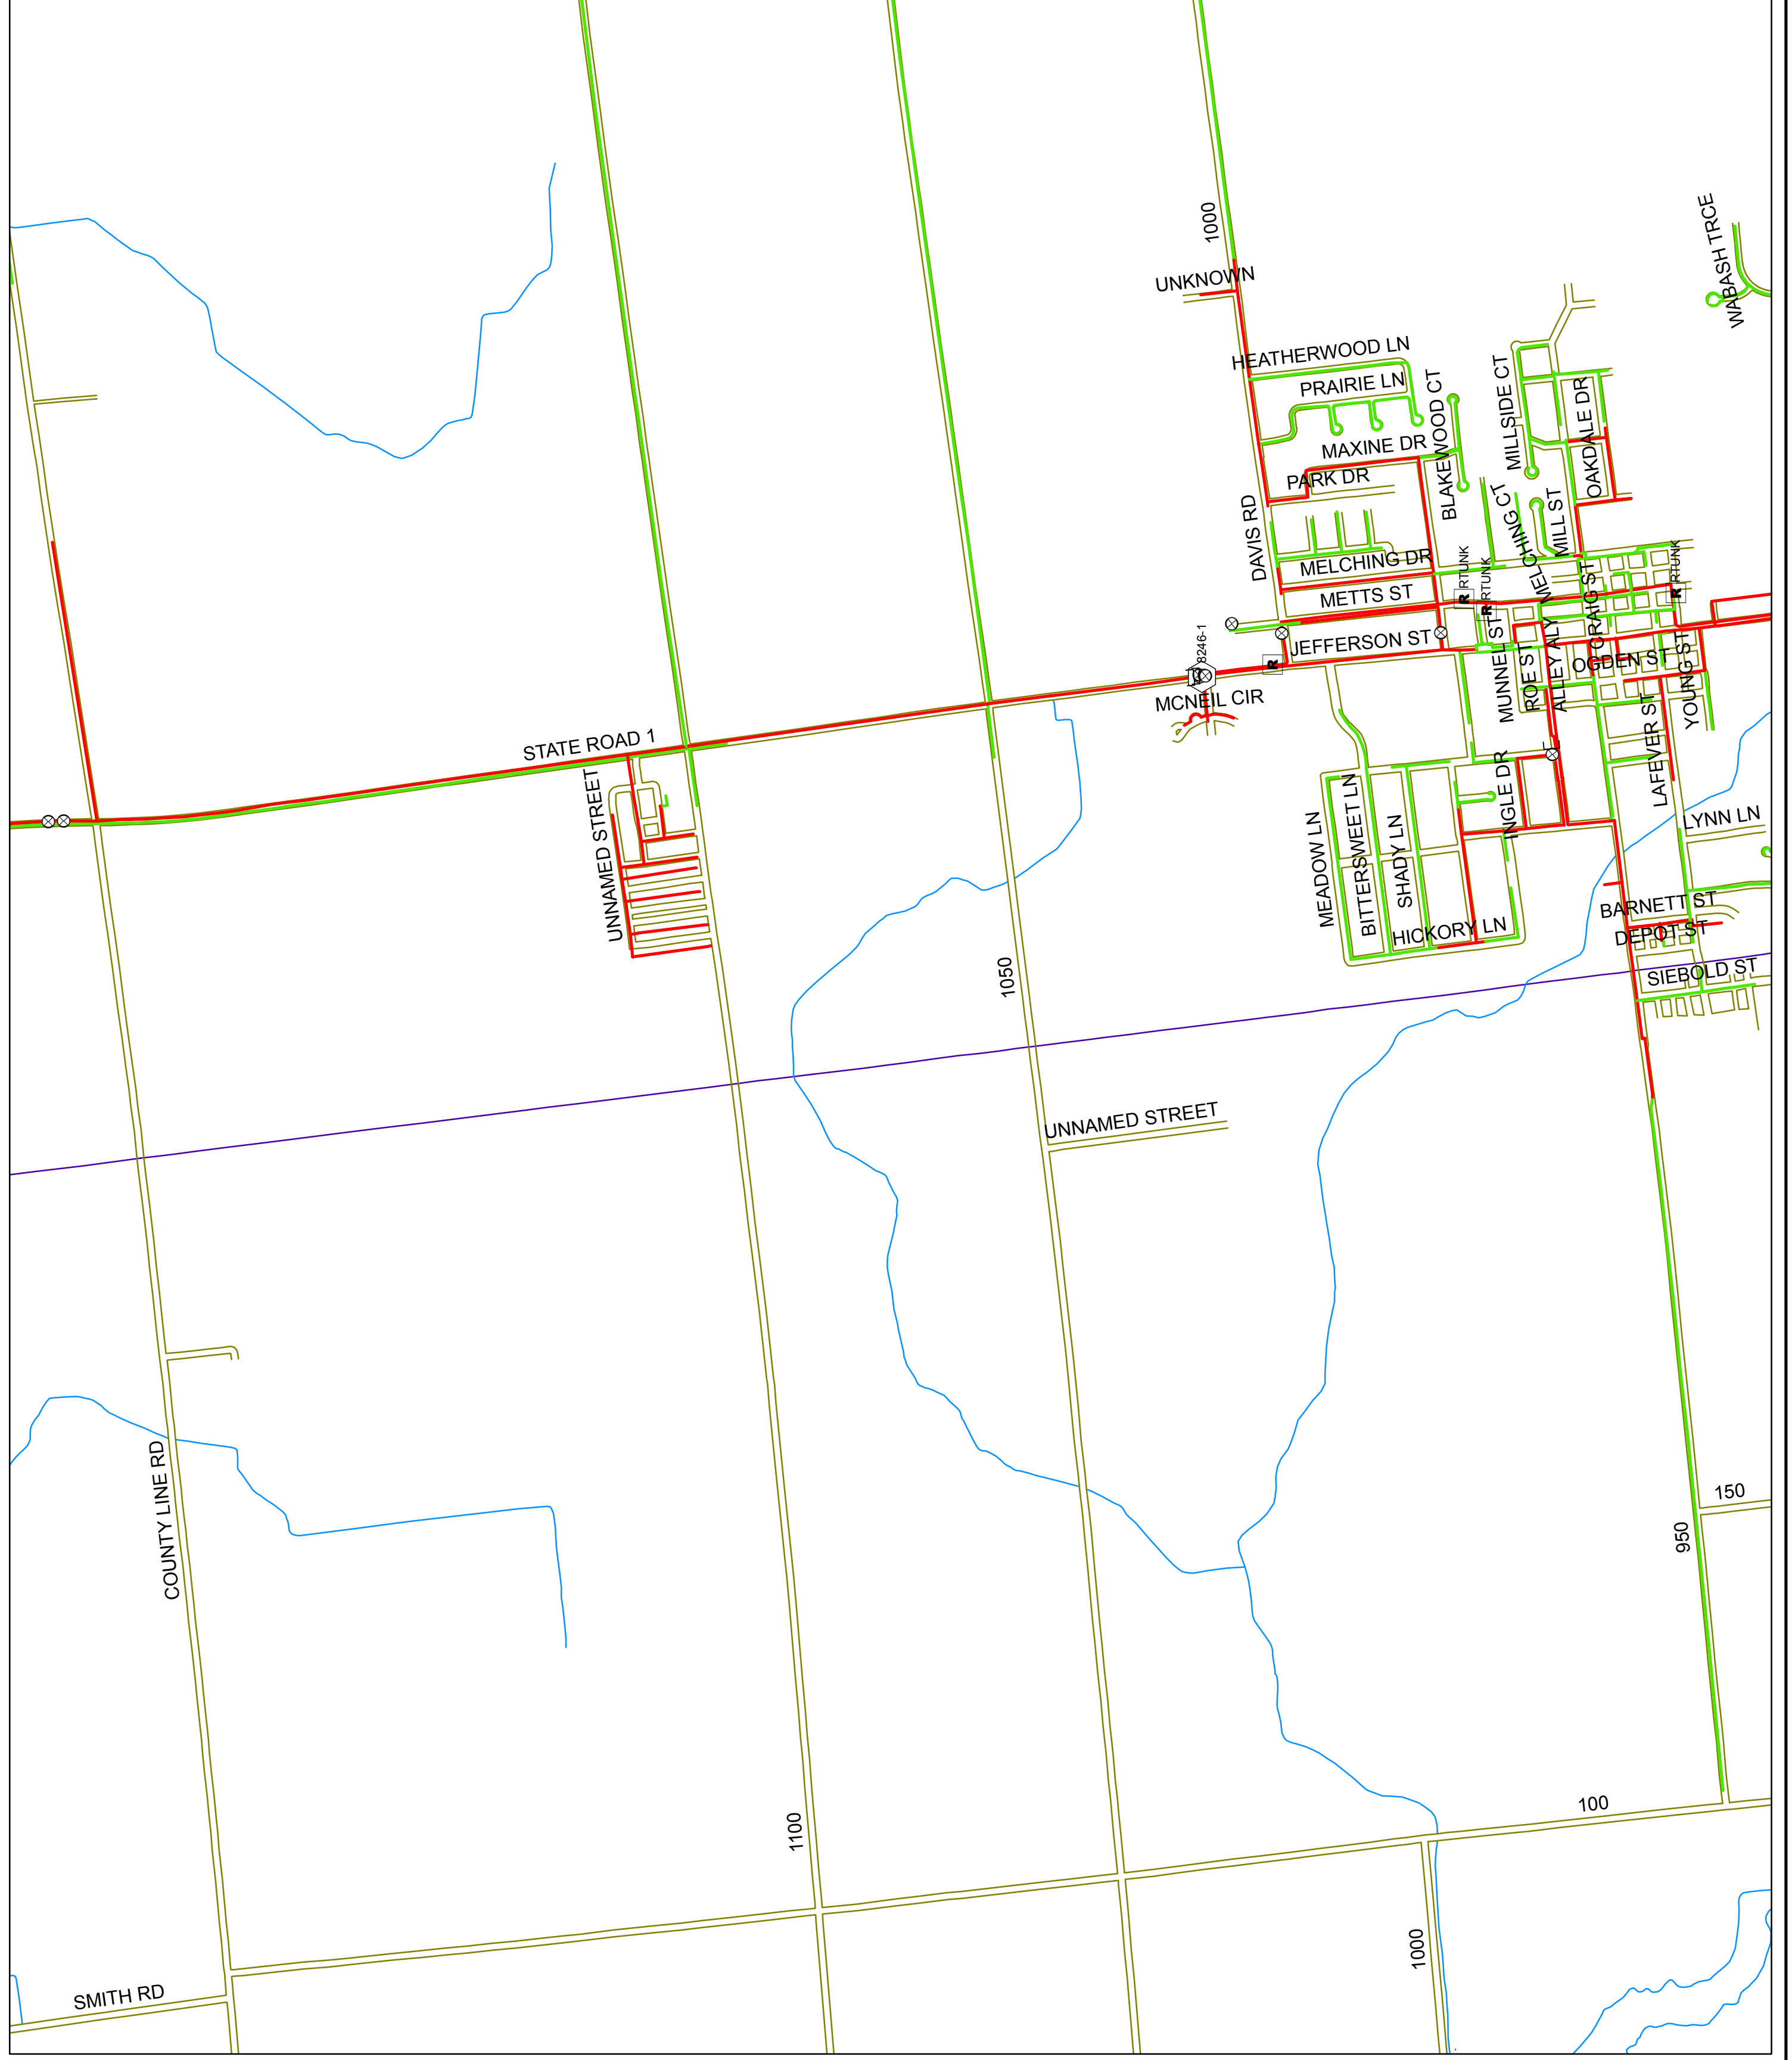 WABASH TRCE
1000
UNKNOWN
HEATHERWOOD LN
PRAIRIE LN
BLAKEWOOD CT
MILLSIDE CT
OAKDALE DR
MAXINE DR
PARK DR
DAVIS RD
MELCHING CT
MILL ST
MELCHING DR
R RTUNK
R RTUNK
R RTUNK
METTS ST
CRAIG ST
8246-1
JEFFERSON ST
R
MUNNEL ST
ROE ST
ALLEY ALY
OGDEN ST
YOUNG ST
MCNEIL CIR
STATE ROAD 1
LAFEVER ST
UNNAMED STREET
INGLE DR
LYNN LN
MEADOW LN
BITTERSWEET LN
SHADY LN
BARNETT ST
HICKORY LN
DEPOT ST
SIEBOLD ST
1050
UNNAMED STREET
COUNTY LINE RD
150
950
100
1100
1000
SMITH RD